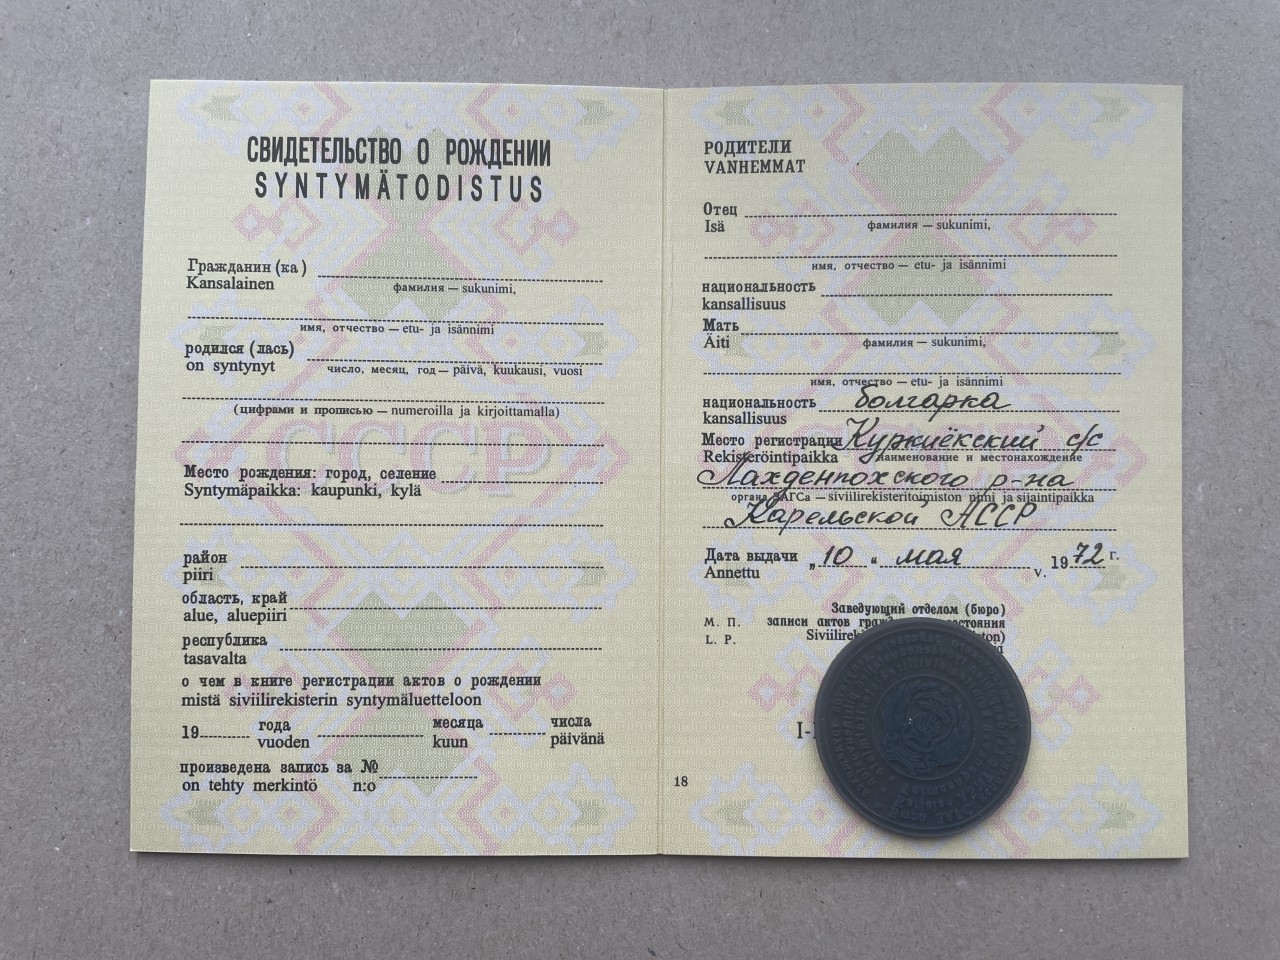 СВИДЕТЕЛЬСТВО О РОЖДЕНИИ
SYNTYMÄTODISTUS
Гражданин (ка)
Kansalainen
фамилия — sukunimi,
имя, отчество — etu- ja isännimi
родился (лась)
on syntynyt
число, месяц, год — päivä, kuukausi, vuosi
(цифрами и прописью — numeroilla ja kirjoittamalla)
СССР
Место рождения: город, селение
Syntymäpaikka: kaupunki, kylä
район
piiri
область, край
alue, aluepiiri
республика
tasavalta
о чем в книге регистрации актов о рождении
mistä siviilirekisterin syntymäluetteloon
19 года месяца числа
vuoden kuun päivänä
произведена запись за №
on tehty merkintö n:o
РОДИТЕЛИ
VANHEMMAT
Отец
Isä
фамилия — sukunimi,
имя, отчество — etu- ja isännimi
национальность
kansallisuus
Мать
Äiti
фамилия — sukunimi,
имя, отчество — etu- ja isännimi
национальность болгарка
kansallisuus
Место регистрации Куркиёкский с/с
Rekisteröintipaikka наименование и местонахождение
Лахденпохского р-на
органа ЗАГСа — siviilirekisteritoimiston nimi ja sijaintipaikka
Карельской АССР
Дата выдачи „10 " мая 1972 г.
Annettu v.
Заведующий отделом (бюро)
М. П. записи актов
L. P.
18